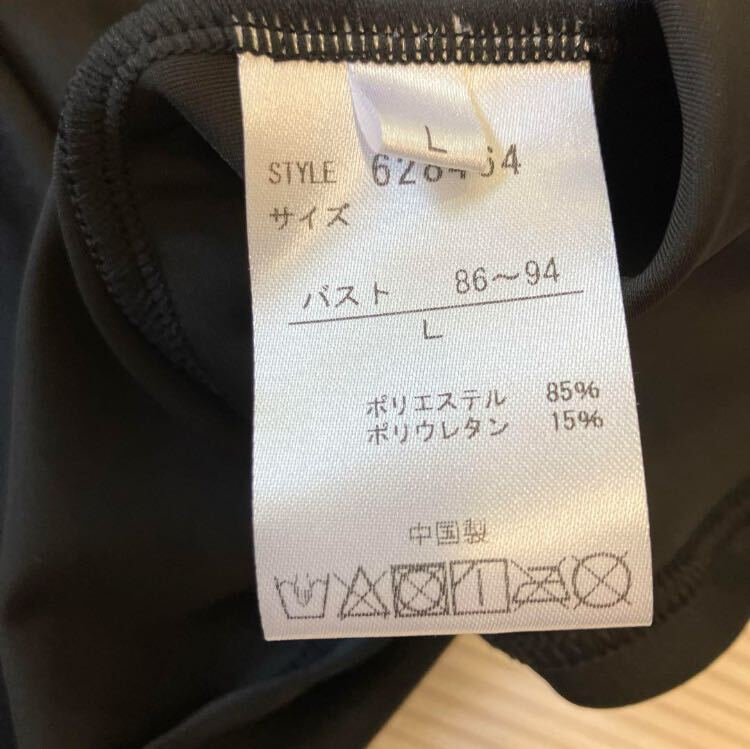 L
STYLE
サイズ
バスト 86～94
L
ポリエステル 85%
ポリウレタン 15%
中国製